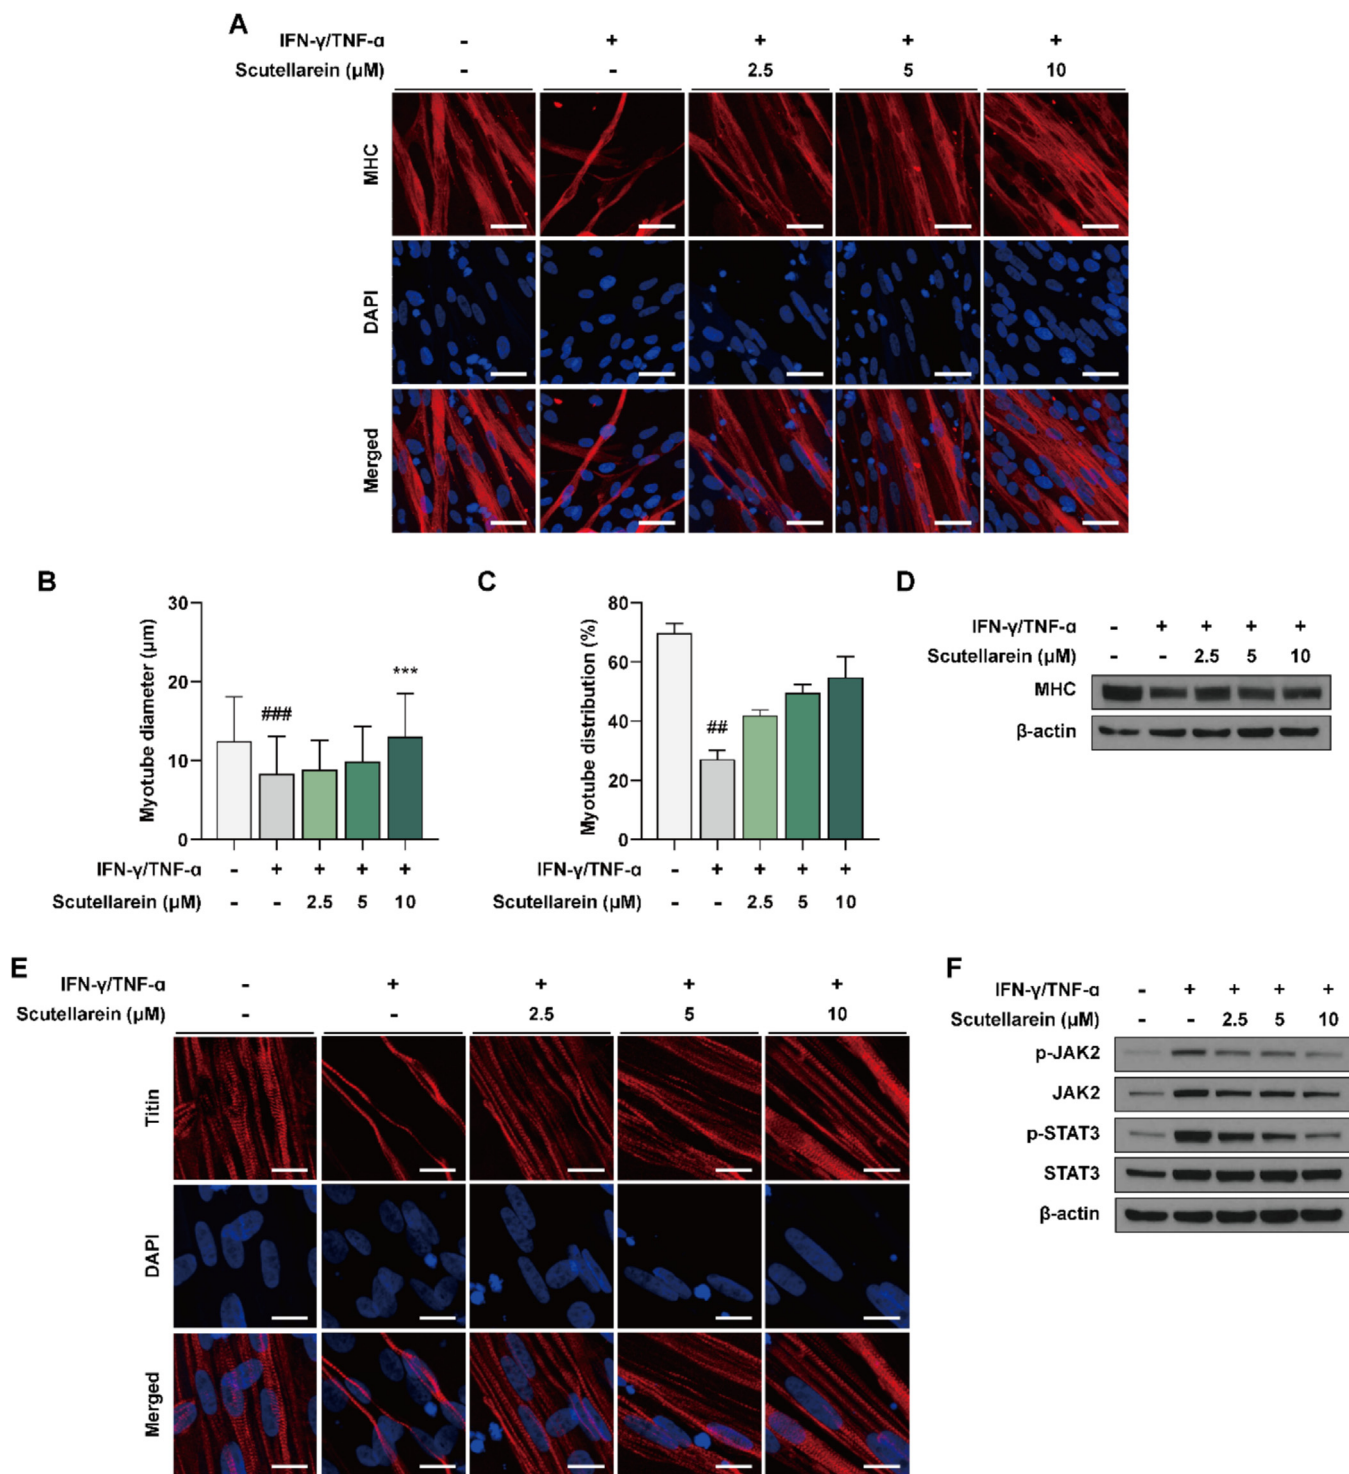 A
IFN-γ/TNF-α - + + + +
Scutellarein (µM) - - 2.5 5 10
MHC
DAPI
Merged
B
Myotube diameter (µm)
30
20
10
0
###
***
IFN-γ/TNF-α - + + + +
Scutellarein (µM) - - 2.5 5 10
C
Myotube distribution (%)
80
60
40
20
0
##
IFN-γ/TNF-α - + + + +
Scutellarein (µM) - - 2.5 5 10
D
IFN-γ/TNF-α - + + + +
Scutellarein (µM) - - 2.5 5 10
MHC
β-actin
E
IFN-γ/TNF-α - + + + +
Scutellarein (µM) - - 2.5 5 10
Titin
DAPI
Merged
F
IFN-γ/TNF-α - + + + +
Scutellarein (µM) - - 2.5 5 10
p-JAK2
JAK2
p-STAT3
STAT3
β-actin